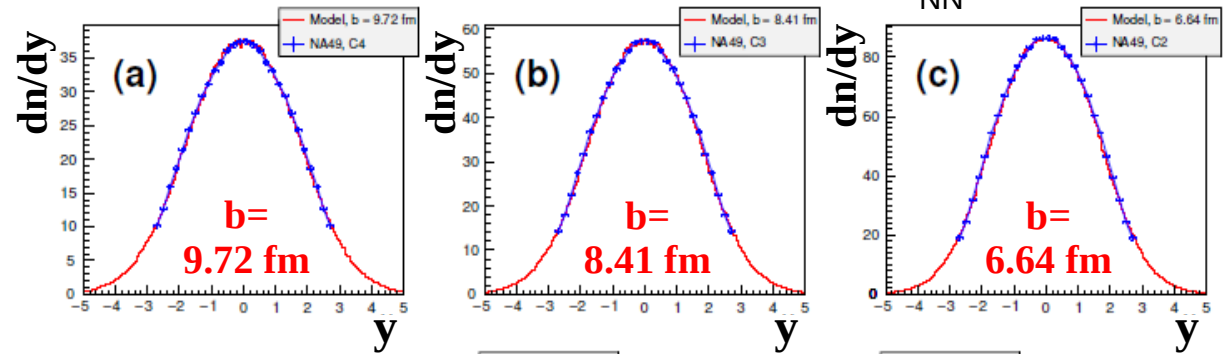 NN
Model, b = 9.72 fm
NA49, C4
(a)
dn/dy
35
30
25
20
15
10
5
0
b=
9.72 fm
−5 −4 −3 −2 −1 0 1 2 3 4 5
y
Model, b = 8.41 fm
NA49, C3
(b)
dn/dy
60
50
40
30
20
10
0
b=
8.41 fm
−5 −4 −3 −2 −1 0 1 2 3 4 5
y
Model, b = 6.64 fm
NA49, C2
(c)
dn/dy
80
60
40
20
0
b=
6.64 fm
−5 −4 −3 −2 −1 0 1 2 3 4 5
y